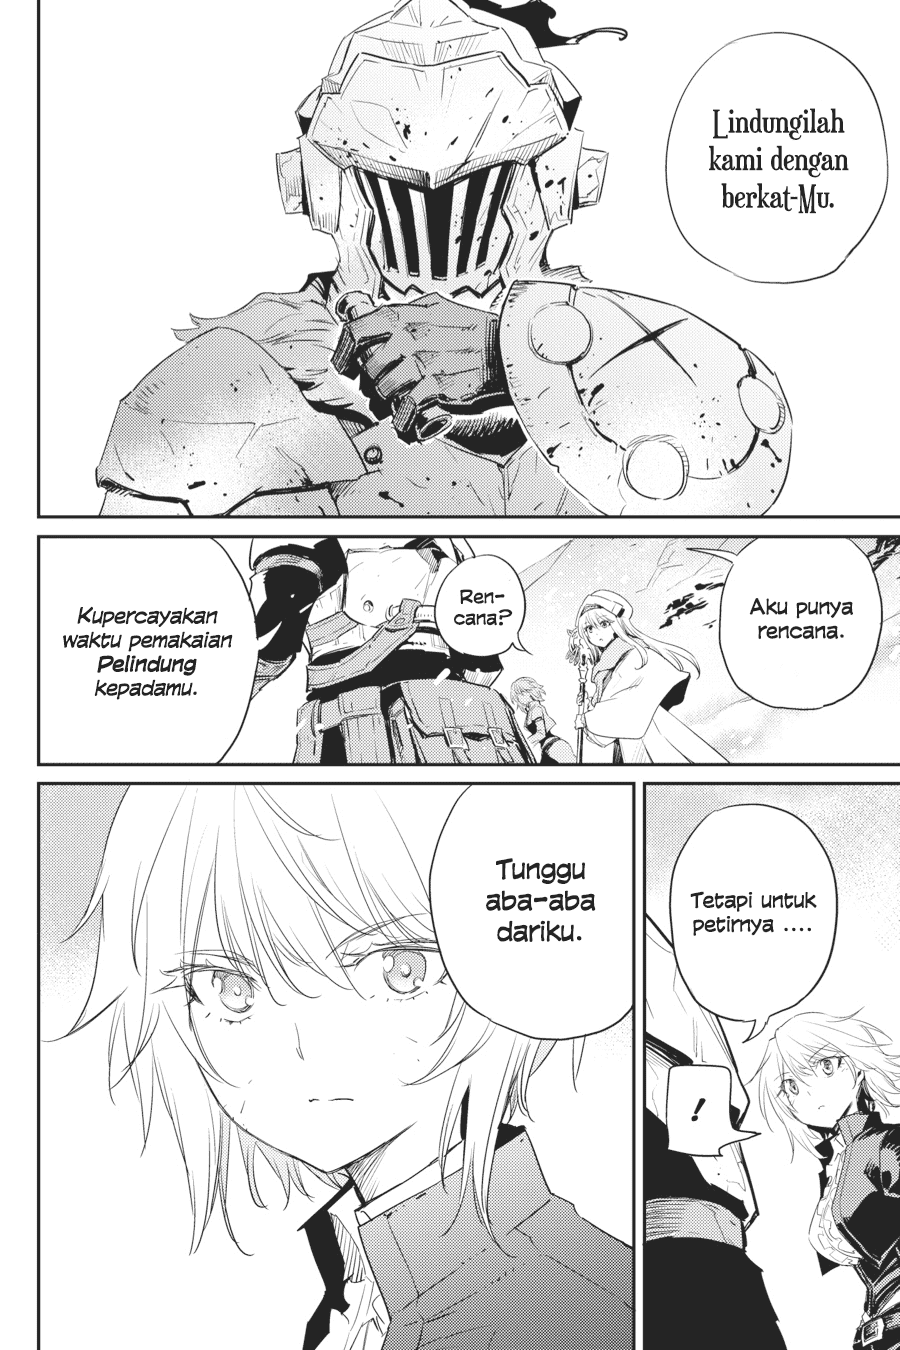 Lindungilah
kami dengan
berkat-Mu.
Aku punya
rencana.
Ren-
cana?
Kupercayakan
waktu pemakaian
Pelindung
kepadamu.
Tetapi untuk
petirnya ....
!
Tunggu
aba-aba
dariku.